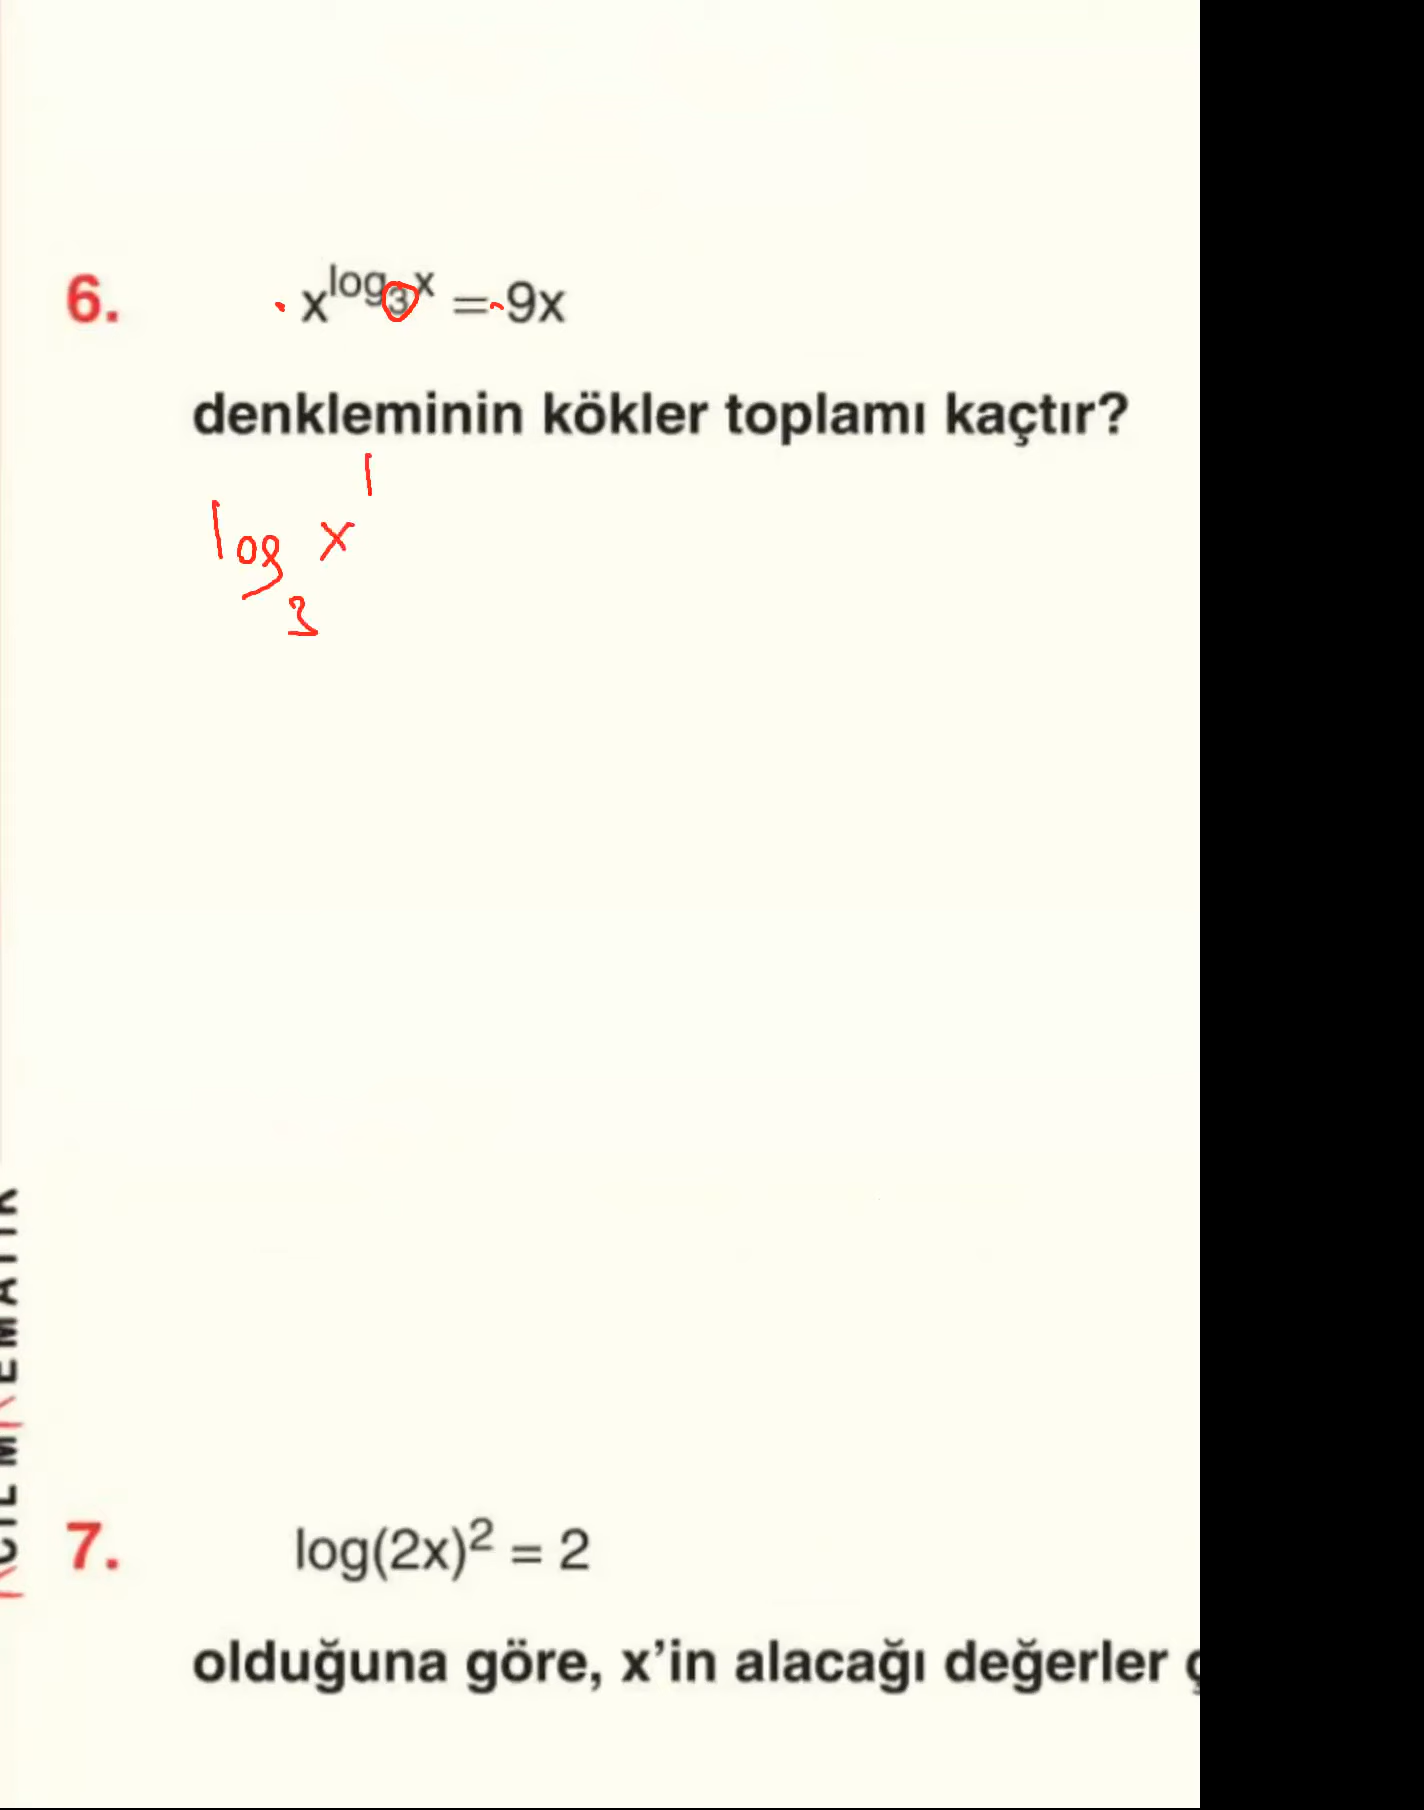 6. x^log₃x = 9x
denkleminin kökler toplamı kaçtır?
log₃ x¹
7. log(2x)² = 2
olduğuna göre, x'in alacağı değerler